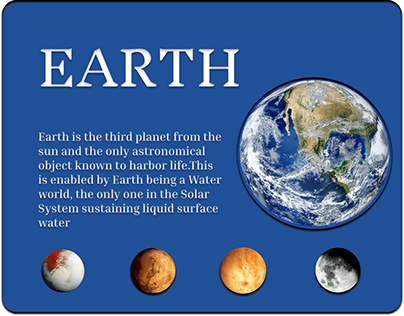 EARTH
Earth is the third planet from the
sun and the only astronomical
object known to harbor life.This
is enabled by Earth being a Water
world, the only one in the Solar
System sustaining liquid surface
water